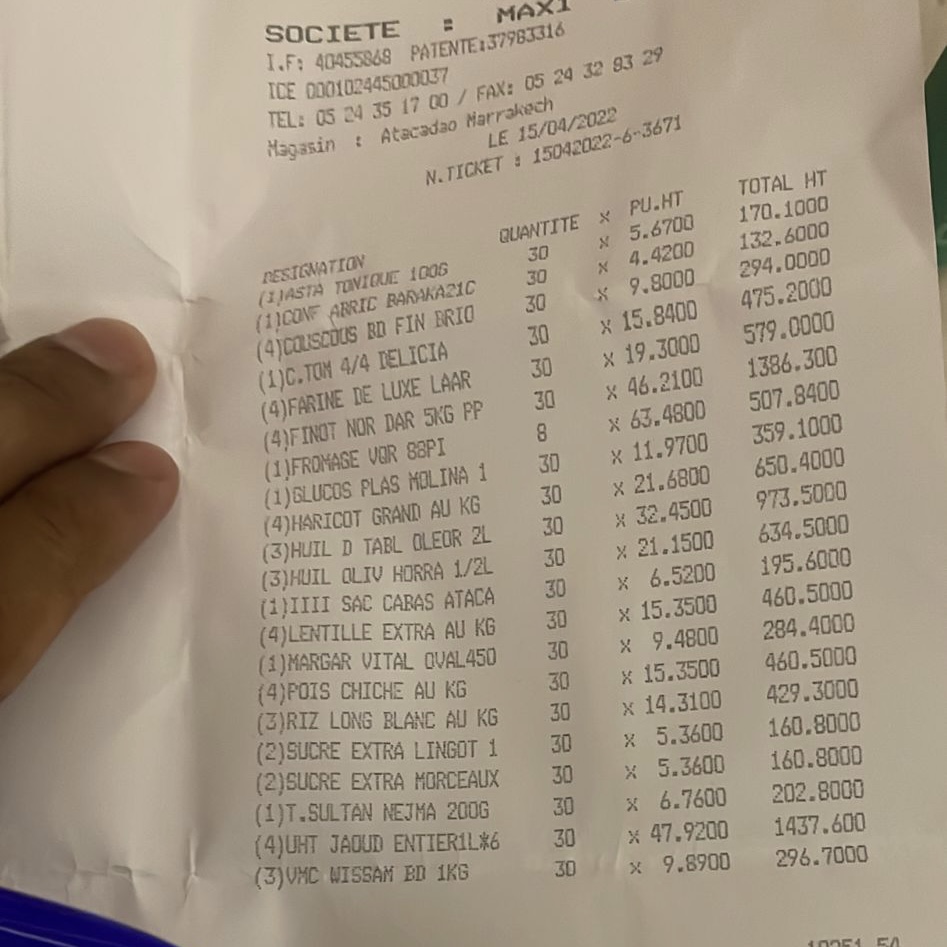 SOCIETE : MAXI
I.F: 40455868 PATENTE:37983316
ICE 000102445000037
TEL: 05 24 35 17 00 / FAX: 05 24 32 83 29
Magasin : Atacadao Marrakech
LE 15/04/2022
N.TICKET : 15042022-6-3671
DESIGNATION QUANTITE x PU.HT TOTAL HT
(1)ASTA TONIQUE 100G 30 x 5.6700 170.1000
(1)CONF ABRIC BARAKA21C 30 x 4.4200 132.6000
(4)COUSCOUS BD FIN BRIO 30 x 9.8000 294.0000
(1)C.TOM 4/4 DELICIA 30 x 15.8400 475.2000
(4)FARINE DE LUXE LAAR 30 x 19.3000 579.0000
(4)FINOT NOR DAR 5KG PP 30 x 46.2100 1386.300
(1)FROMAGE VQR 88PI 8 x 63.4800 507.8400
(1)GLUCOS PLAS MOLINA 1 30 x 11.9700 359.1000
(4)HARICOT GRAND AU KG 30 x 21.6800 650.4000
(3)HUIL D TABL OLEOR 2L 30 x 32.4500 973.5000
(3)HUIL OLIV HORRA 1/2L 30 x 21.1500 634.5000
(1)IIII SAC CABAS ATACA 30 x 6.5200 195.6000
(4)LENTILLE EXTRA AU KG 30 x 15.3500 460.5000
(1)MARGAR VITAL OVAL450 30 x 9.4800 284.4000
(4)POIS CHICHE AU KG 30 x 15.3500 460.5000
(3)RIZ LONG BLANC AU KG 30 x 14.3100 429.3000
(2)SUCRE EXTRA LINGOT 1 30 x 5.3600 160.8000
(2)SUCRE EXTRA MORCEAUX 30 x 5.3600 160.8000
(1)T.SULTAN NEJMA 200G 30 x 6.7600 202.8000
(4)UHT JAOUD ENTIER1L*6 30 x 47.9200 1437.600
(3)VMC WISSAM BD 1KG 30 x 9.8900 296.7000